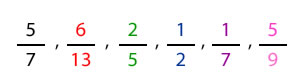 5/7 , 6/13 , 2/5 , 1/2 , 1/7 , 5/9